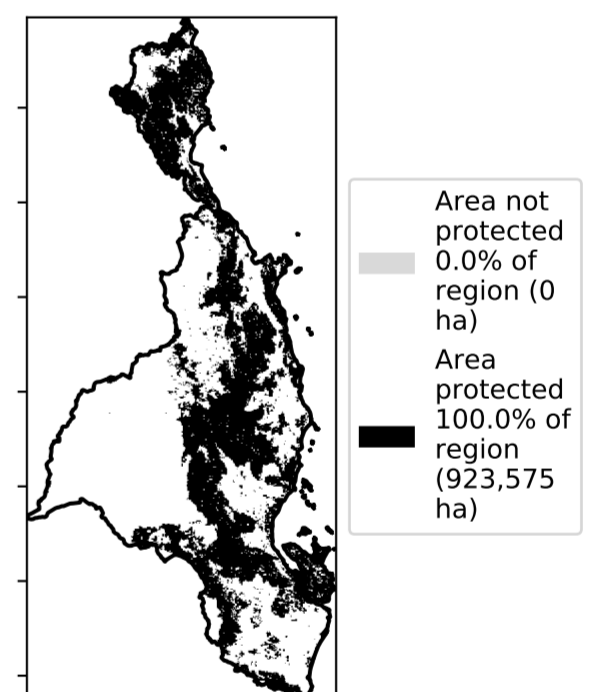 Area not
protected
0.0% of
region (0
ha)
Area
protected
100.0% of
region
(923,575
ha)